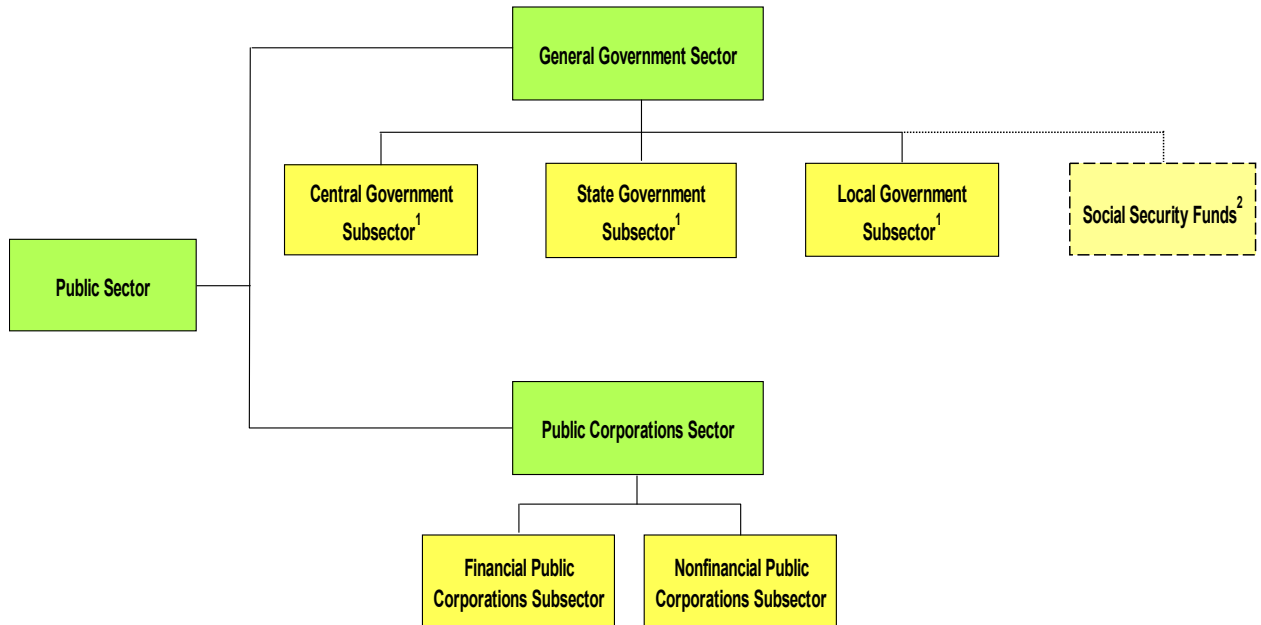 General Government Sector
Central Government
Subsector1
State Government
Subsector1
Local Government
Subsector1
Social Security Funds2
Public Sector
Public Corporations Sector
Financial Public
Corporations Subsector
Nonfinancial Public
Corporations Subsector